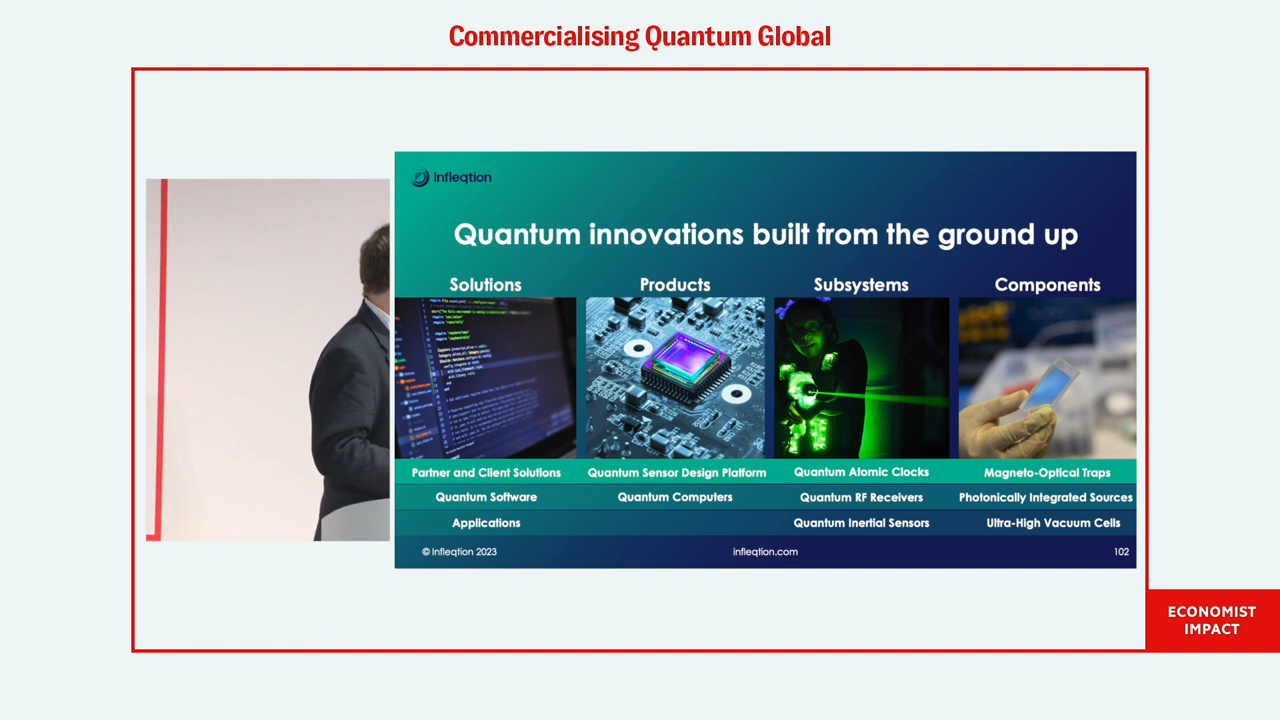 Commercialising Quantum Global
Infleqtion
Quantum innovations built from the ground up
Solutions
Products
Subsystems
Components
Partner and Client Solutions
Quantum Sensor Design Platform
Quantum Atomic Clocks
Magneto-Optical Traps
Quantum Software
Quantum Computers
Quantum RF Receivers
Photonically Integrated Sources
Applications
Quantum Inertial Sensors
Ultra-High Vacuum Cells
© Infleqtion 2023
infleqtion.com
102
ECONOMIST
IMPACT